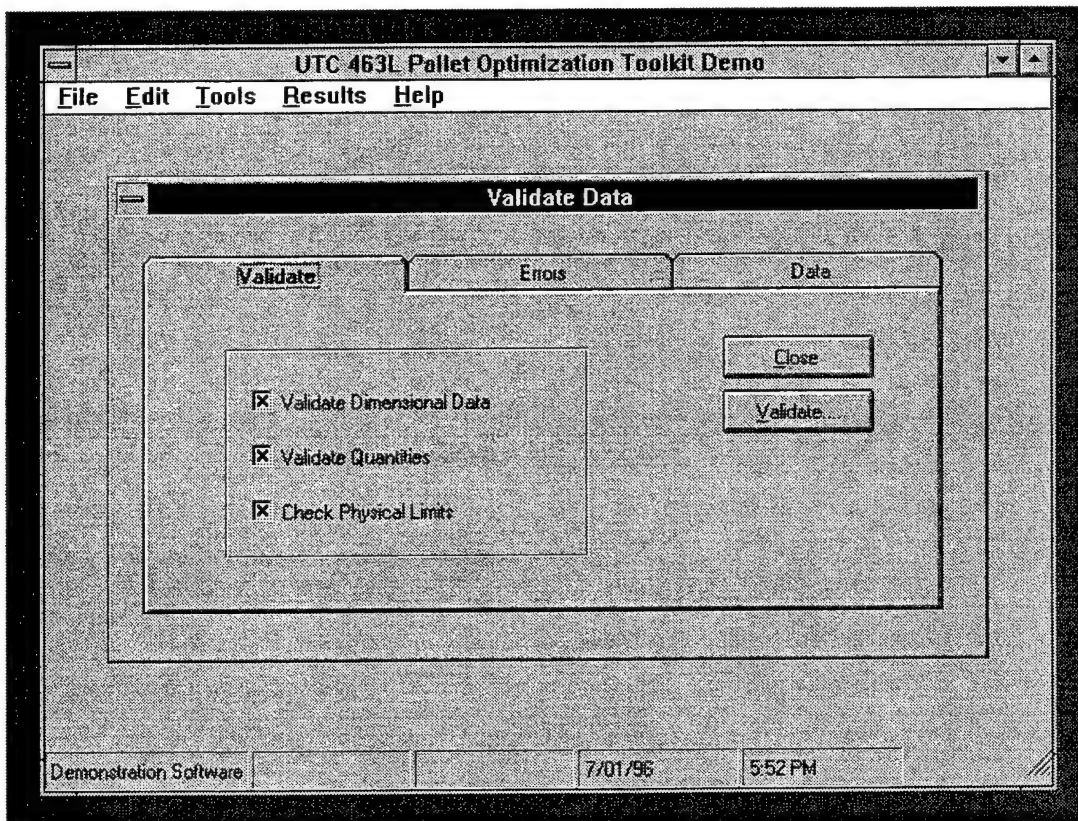 UTC 463L Pallet Optimization Toolkit Demo
File Edit Tools Results Help
Validate Data
Validate Errors Data
Close
Validate....
Validate Dimensional Data
Validate Quantities
Check Physical Limits
Demonstration Software 7/01/96 5:52 PM